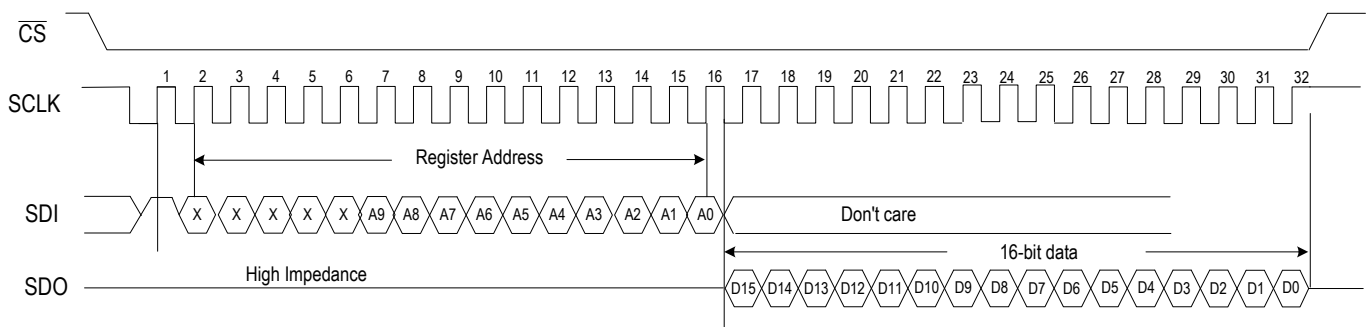 CS
1 2 3 4 5 6 7 8 9 10 11 12 13 14 15 16 17 18 19 20 21 22 23 24 25 26 27 28 29 30 31 32
SCLK
Register Address
SDI X X X X X A9 A8 A7 A6 A5 A4 A3 A2 A1 A0 Don't care
16-bit data
High Impedance
SDO D15 D14 D13 D12 D11 D10 D9 D8 D7 D6 D5 D4 D3 D2 D1 D0